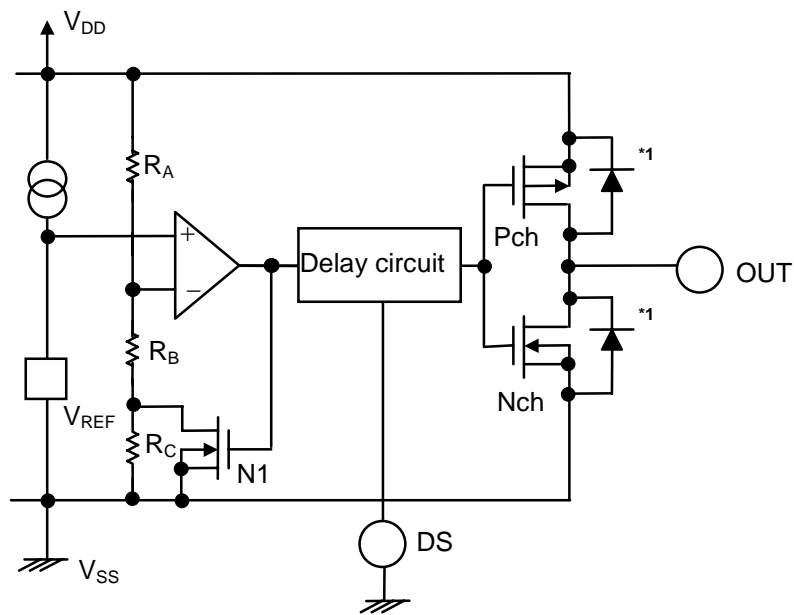 VDD
RA
*1
Pch
+
Delay circuit
OUT
−
*1
RB
Nch
VREF
RC
N1
DS
VSS